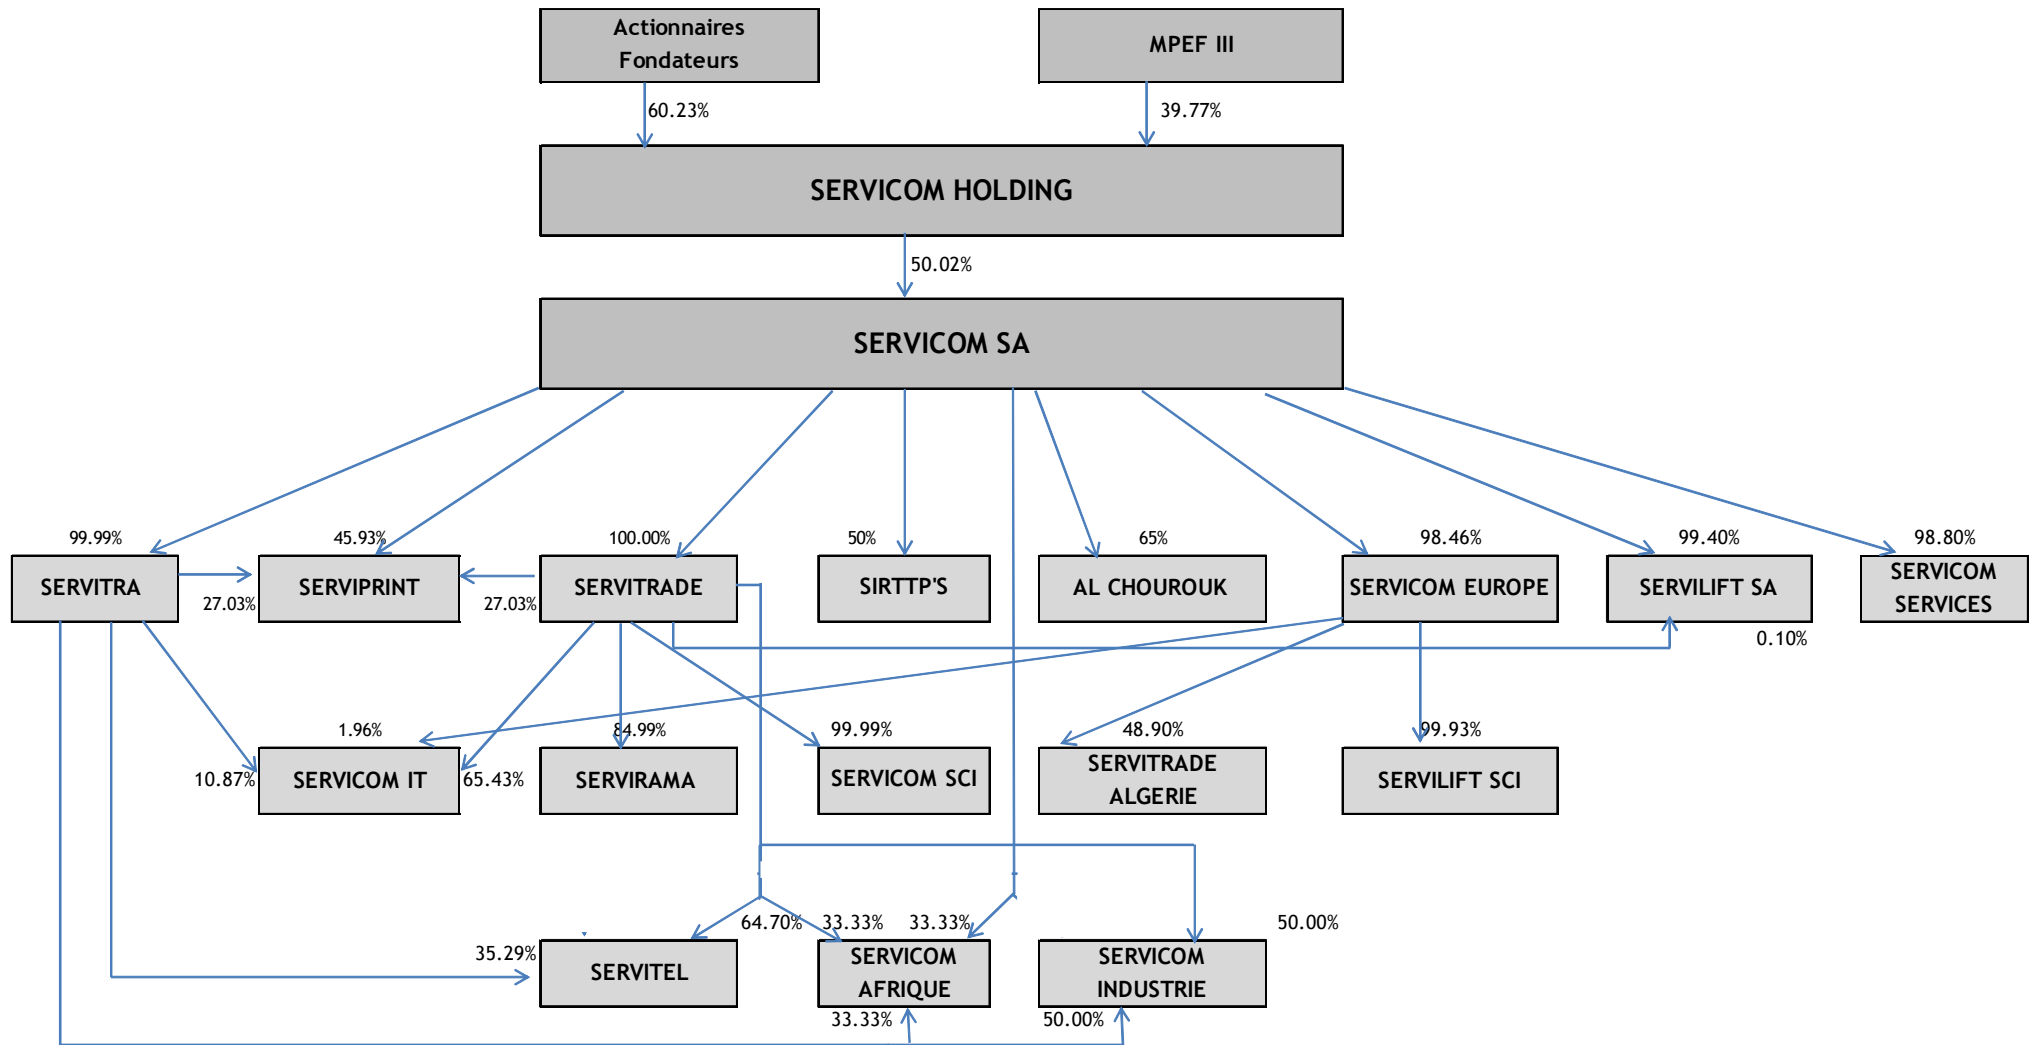 Actionnaires
Fondateurs
MPEF III
60.23%
39.77%
SERVICOM HOLDING
50.02%
SERVICOM SA
99.99%
45.93%
100.00%
50%
65%
98.46%
99.40%
98.80%
SERVITRA
SERVIPRINT
SERVITRADE
SIRTTP'S
AL CHOUROUK
SERVICOM EUROPE
SERVILIFT SA
SERVICOM
SERVICES
27.03%
27.03%
0.10%
1.96%
84.99%
99.99%
48.90%
99.93%
10.87%
SERVICOM IT
65.43%
SERVIRAMA
SERVICOM SCI
SERVITRADE
ALGERIE
SERVILIFT SCI
64.70%
33.33%
33.33%
50.00%
35.29%
SERVITEL
SERVICOM
AFRIQUE
SERVICOM
INDUSTRIE
33.33%
50.00%